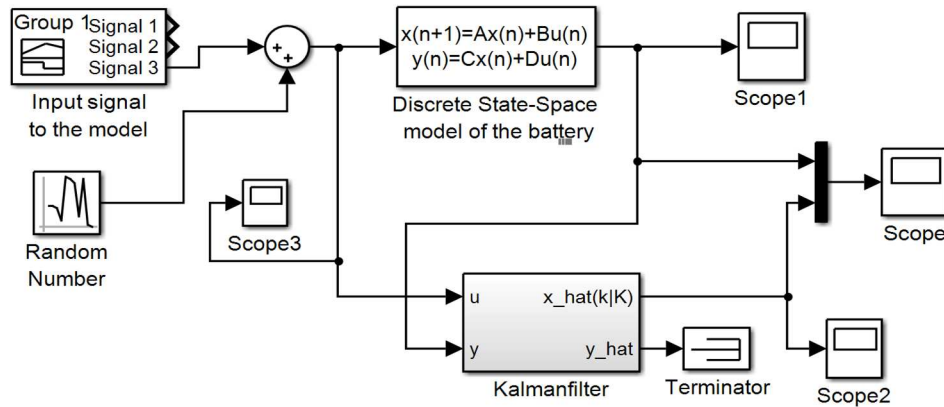 Group 1
Signal 1
Signal 2
Signal 3
Input signal
to the model
+
+
x(n+1)=Ax(n)+Bu(n)
y(n)=Cx(n)+Du(n)
Discrete State-Space
model of the battery
Scope1
Random
Number
Scope3
Scope
u
x_hat(k|K)
y
y_hat
Kalmanfilter
Terminator
Scope2